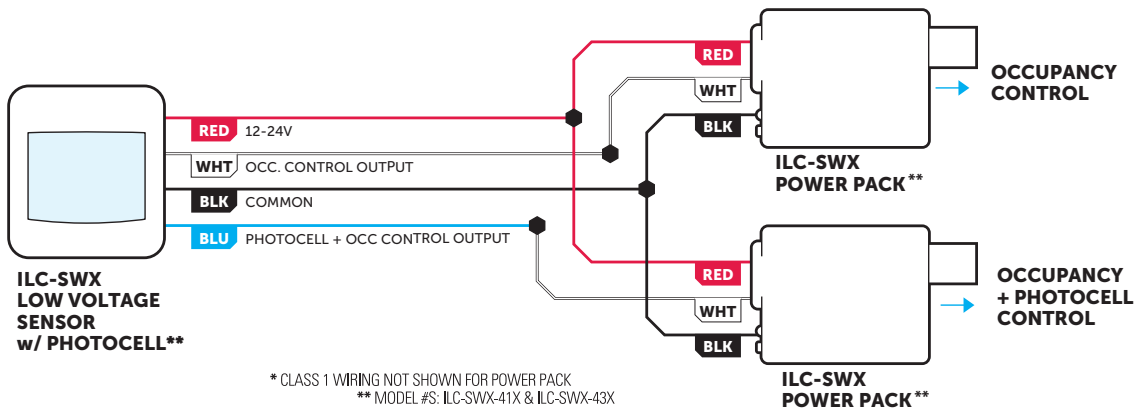 RED
WHT
BLK
OCCUPANCY
CONTROL
ILC-SWX
POWER PACK**
RED 12-24V
WHT OCC. CONTROL OUTPUT
BLK COMMON
BLU PHOTOCELL + OCC CONTROL OUTPUT
ILC-SWX
LOW VOLTAGE
SENSOR
w/ PHOTOCELL**
RED
WHT
BLK
OCCUPANCY
+ PHOTOCELL
CONTROL
ILC-SWX
POWER PACK**
* CLASS 1 WIRING NOT SHOWN FOR POWER PACK
** MODEL #S: ILC-SWX-41X & ILC-SWX-43X